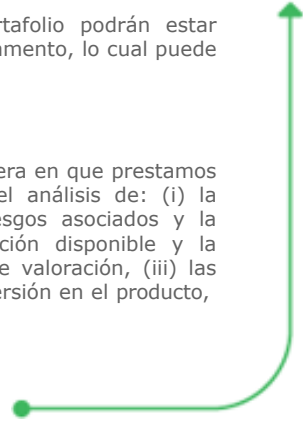 rtafolio podrán estar
amento, lo cual puede
era en que prestamos
el análisis de: (i) la
esgos asociados y la
ción disponible y la
e valoración, (iii) las
ersión en el producto,